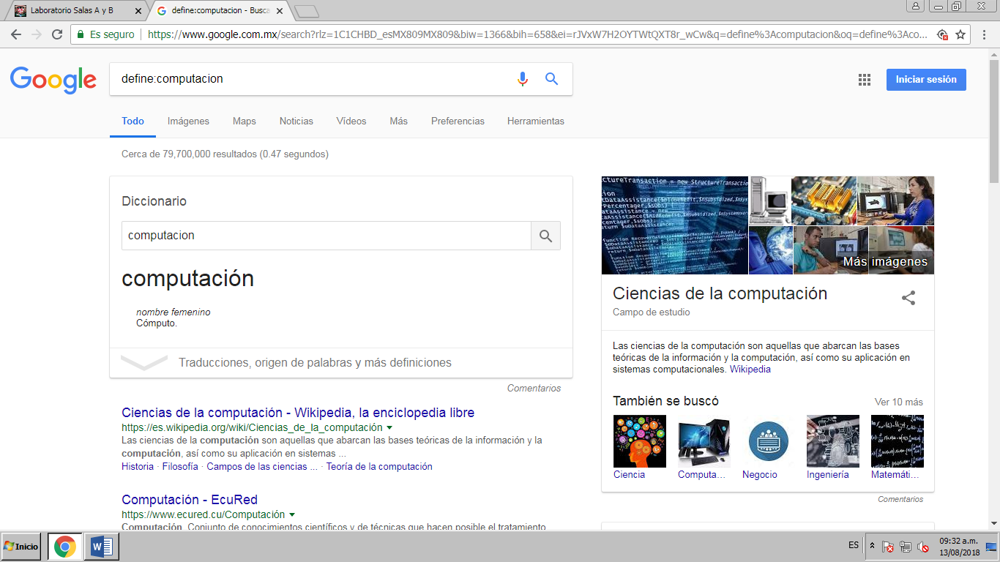 Laboratorio Salas A y B
define:computacion - Busca
Es seguro
https://www.google.com.mx/search?rlz=1C1CHBD_esMX809MX809&biw=1366&bih=658&ei=rJVxW7H2OYTWtQXT8r_wCw&q=define%3Acomputacion&oq=define%3Aco...
Google
define:computacion
Iniciar sesión
Todo Imágenes Maps Noticias Vídeos Más Preferencias Herramientas
Cerca de 79,700,000 resultados (0.47 segundos)
Diccionario
computacion
computación
nombre femenino
Cómputo.
Traducciones, origen de palabras y más definiciones
Comentarios
Ciencias de la computación - Wikipedia, la enciclopedia libre
https://es.wikipedia.org/wiki/Ciencias_de_la_computación
Las ciencias de la computación son aquellas que abarcan las bases teóricas de la información y la
computación, así como su aplicación en sistemas ...
Historia · Filosofía · Campos de las ciencias ... · Teoría de la computación
Computación - EcuRed
https://www.ecured.cu/Computación
Computación. Conjunto de conocimientos científicos y de técnicas que hacen posible el tratamiento
Más imágenes
Ciencias de la computación
Campo de estudio
Las ciencias de la computación son aquellas que abarcan las bases
teóricas de la información y la computación, así como su aplicación en
sistemas computacionales. Wikipedia
También se buscó
Ver 10 más
Ciencia
Computa...
Negocio
Ingeniería
Matemáti...
Comentarios
Inicio
ES
09:32 a.m.
13/08/2018